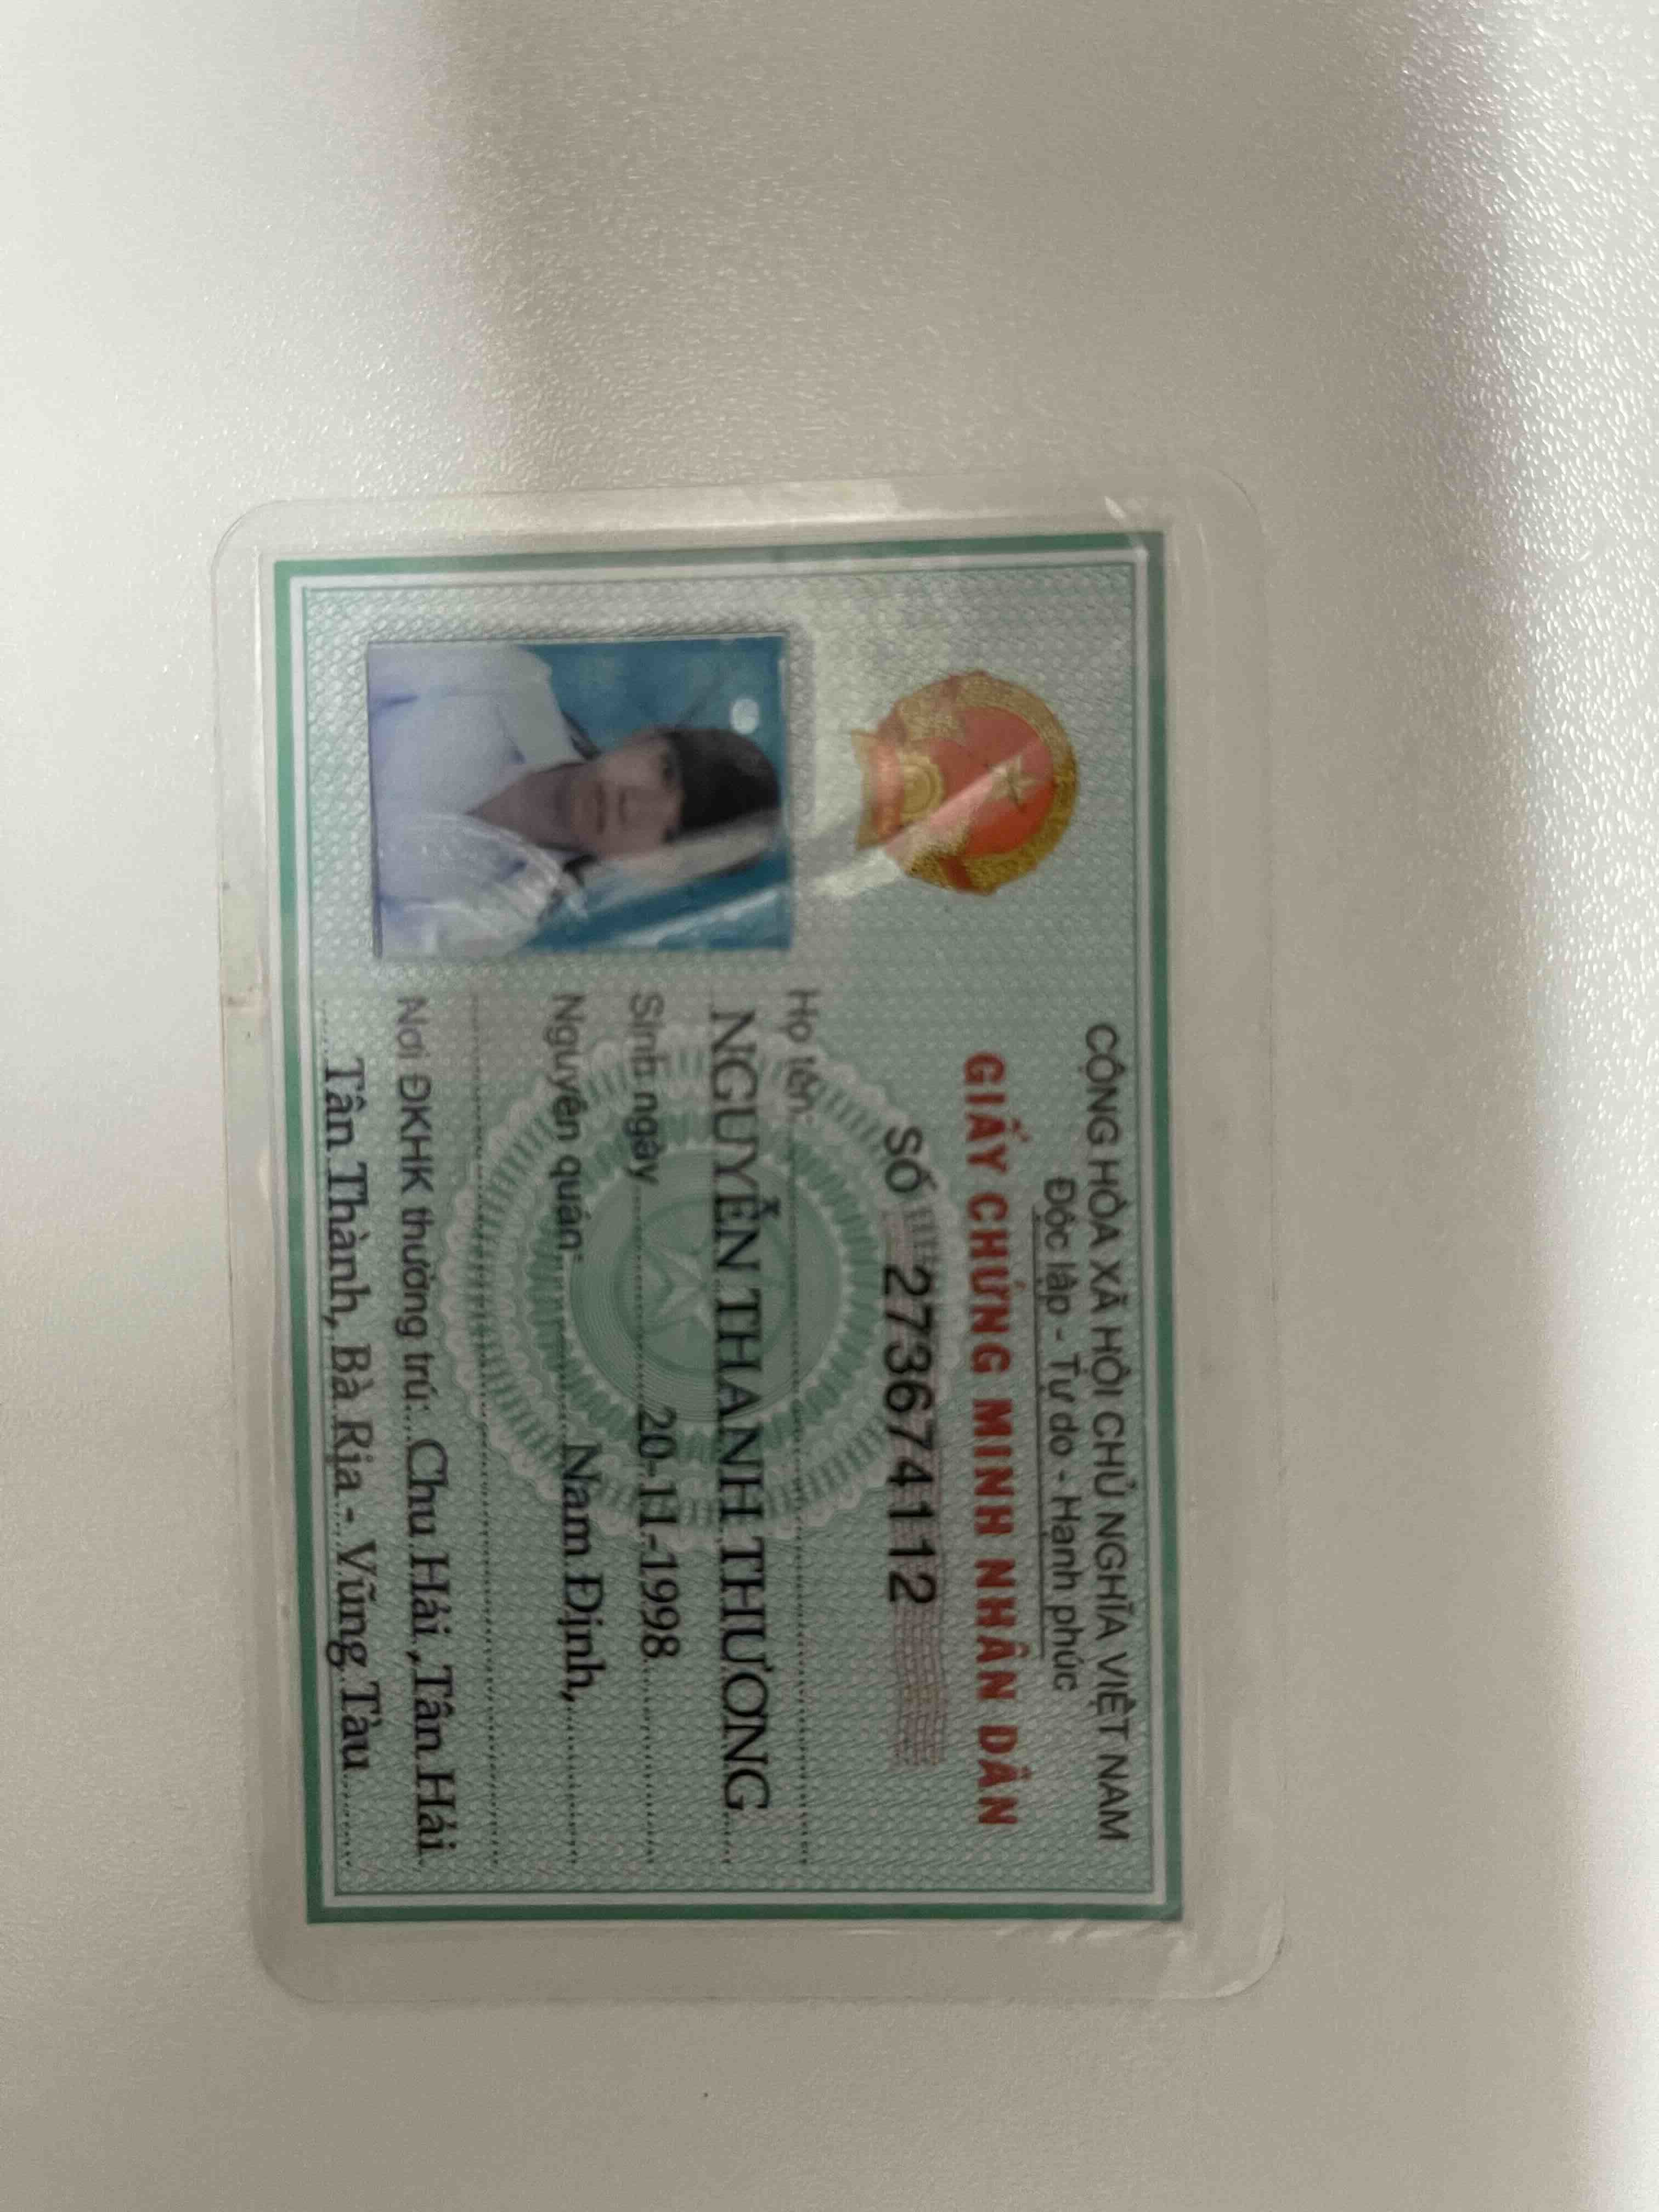 CỘNG HÒA XÃ HỘI CHỦ NGHĨA VIỆT NAM
Độc lập - Tự do - Hạnh phúc
GIẤY CHỨNG MINH NHÂN DÂN
SỐ 273674112
Họ tên:
NGUYỄN THANH THƯƠNG
Sinh ngày 20-11-1998
Nguyên quán: Nam Định,
Nơi ĐKHK thường trú: Chu Hải ,Tân Hải
Tân Thành, Bà Rịa - Vũng Tàu